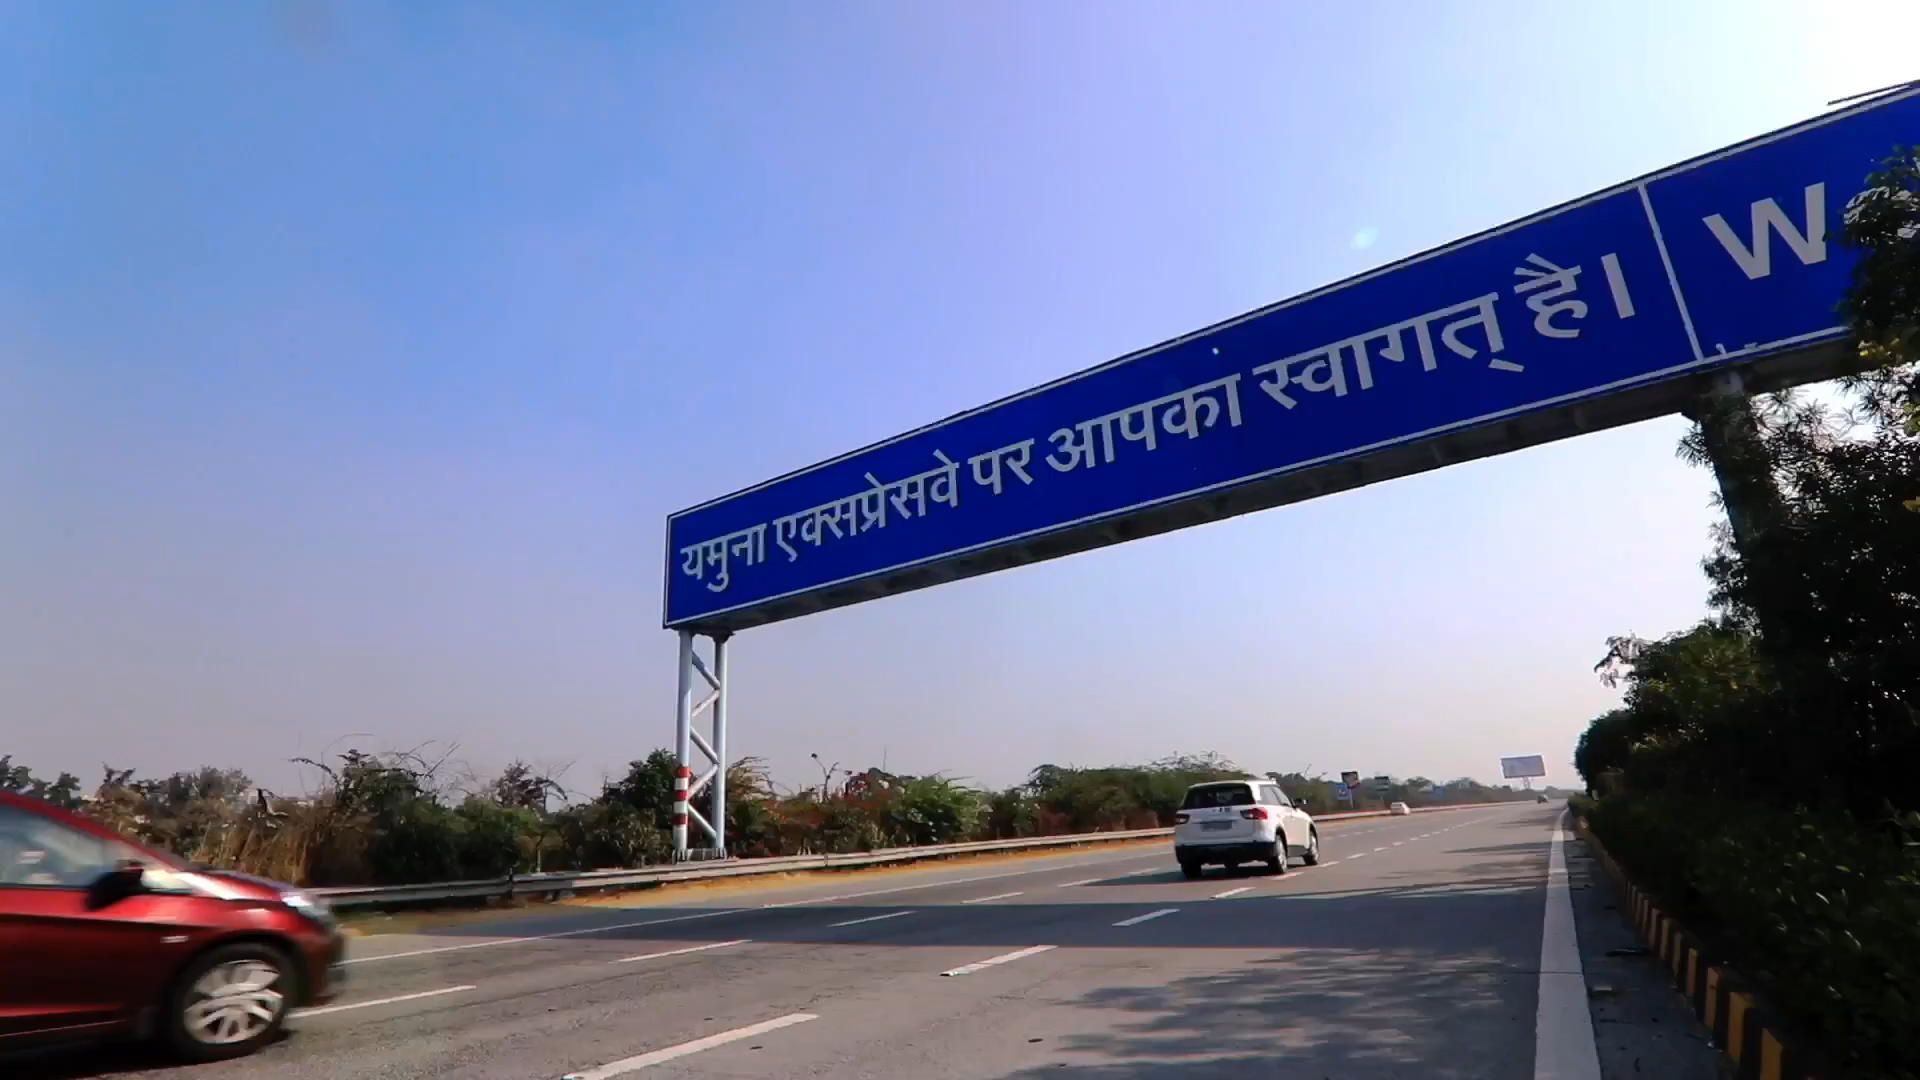 यमुना एक्सप्रेसवे पर आपका स्वागत् है।